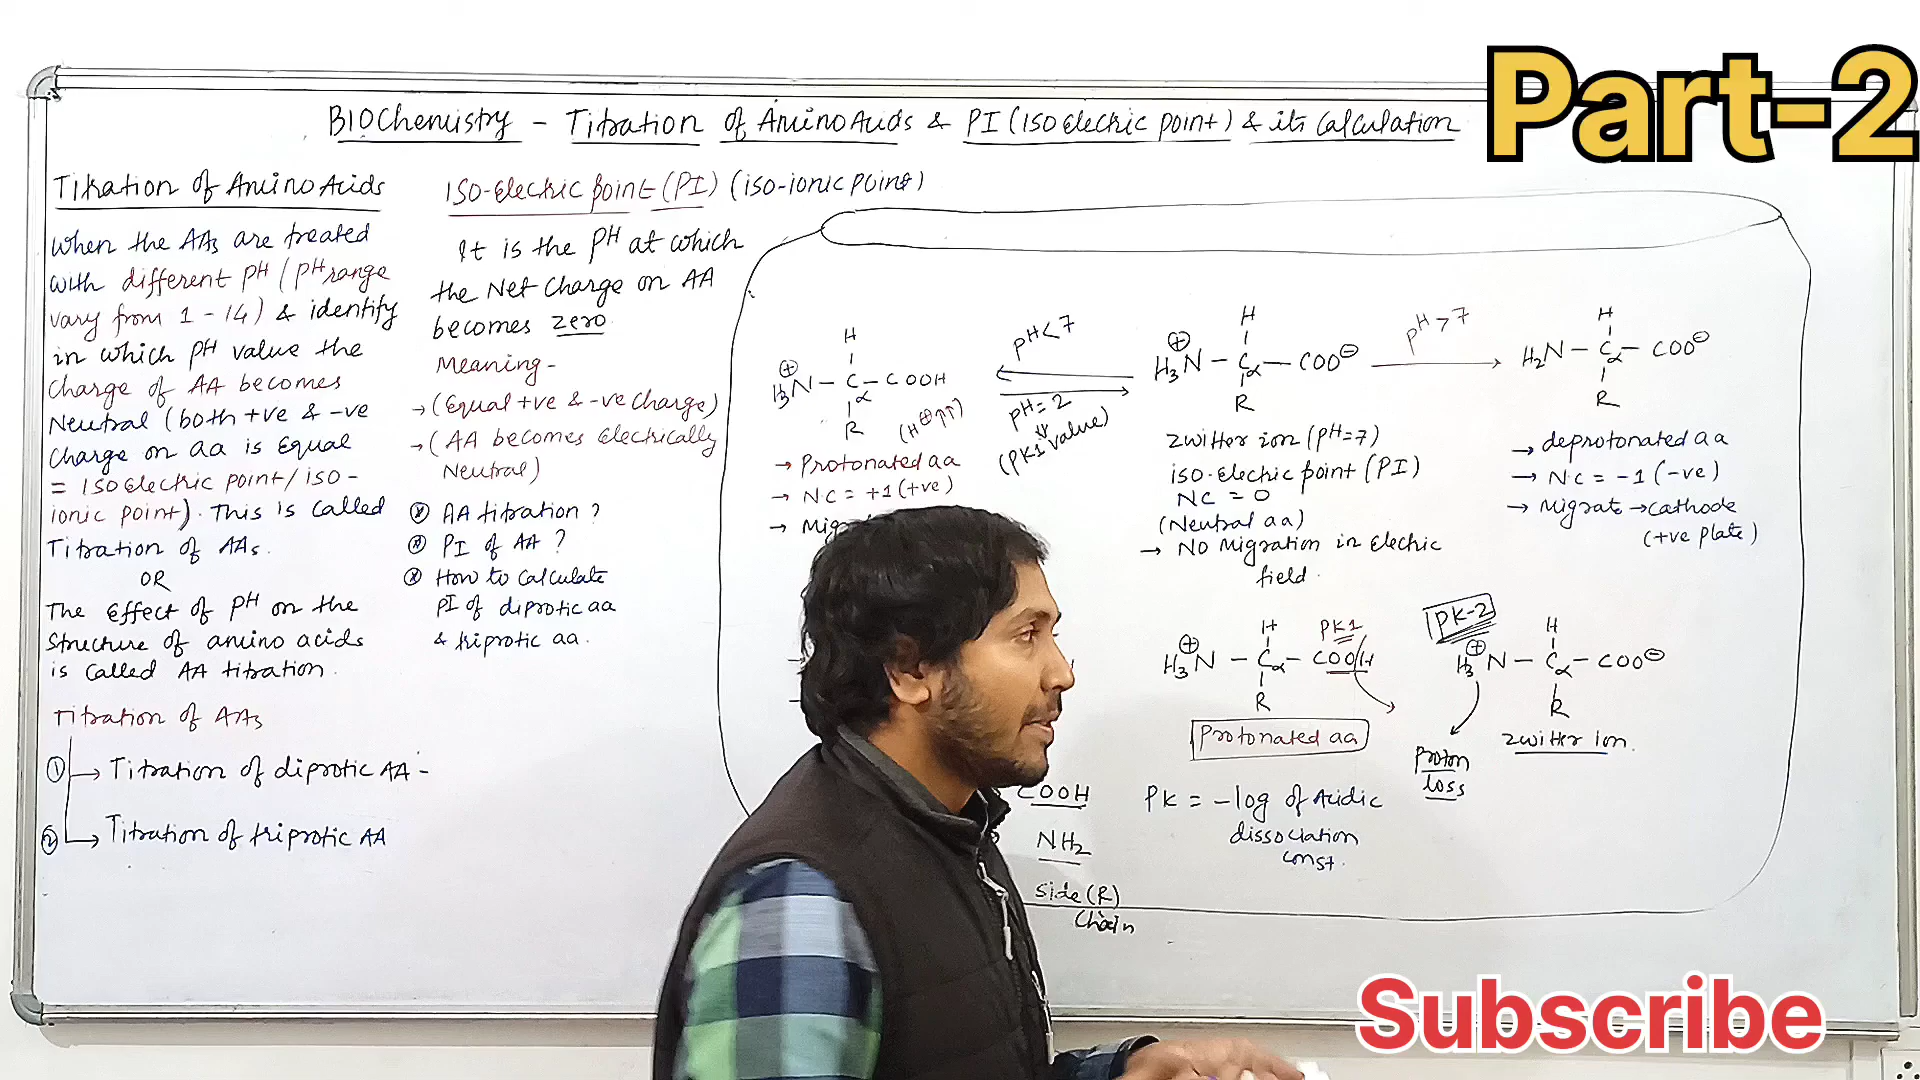 Part-2
BIOChemistry - Titration of Amino Acids & PI (Iso electric point) & its Calculation
Titration of Amino Acids
When the AAs are treated
with different pH (pH range
vary from 1-14) & identify
in which pH value the
Charge of AA becomes
Neutral (both +ve & -ve
Charge on aa is Equal
= Iso electric point/iso-
ionic point). This is called
Titration of AAs.
OR
The Effect of pH on the
Structure of amino acids
is called AA titration.
Titration of AAs
① → Titration of diprotic AA -
② → Titration of triprotic AA
ISO-Electric point (PI) (iso-ionic point)
It is the pH at which
the Net charge on AA
becomes zero.
Meaning -
→ (Equal +ve & -ve charge)
→ (AA becomes Electrically
Neutral)
AA titration ?
PI of AA ?
How to calculate
PI of diprotic aa
& triprotic aa.
H
⊕
H3N - C - COOH
α
R
(H⊕↑↑)
→ Protonated aa
→ N.C = +1 (+ve)
pH < 7
pH = 2
(PK1 value)
H
⊕
H3N - Cα - COO⊖
R
Zwitter ion (pH=7)
iso-Electric point (PI)
NC = 0
(Neutral aa)
→ No Migration in Electric
field.
pH > 7
H
H2N - Cα - COO⊖
R
→ deprotonated aa
→ N.C = -1 (-ve)
→ Migrate → Cathode
(+ve plate)
H PK1
⊕
H3N - Cα - COOH
R
Protonated aa
PK-2
⊕ H
H3N - Cα - COO⊖
R
Zwitter Ion.
Proton
loss
COOH
NH2
Side (R)
Chain
PK = -log of Acidic
dissociation
const.
Subscribe